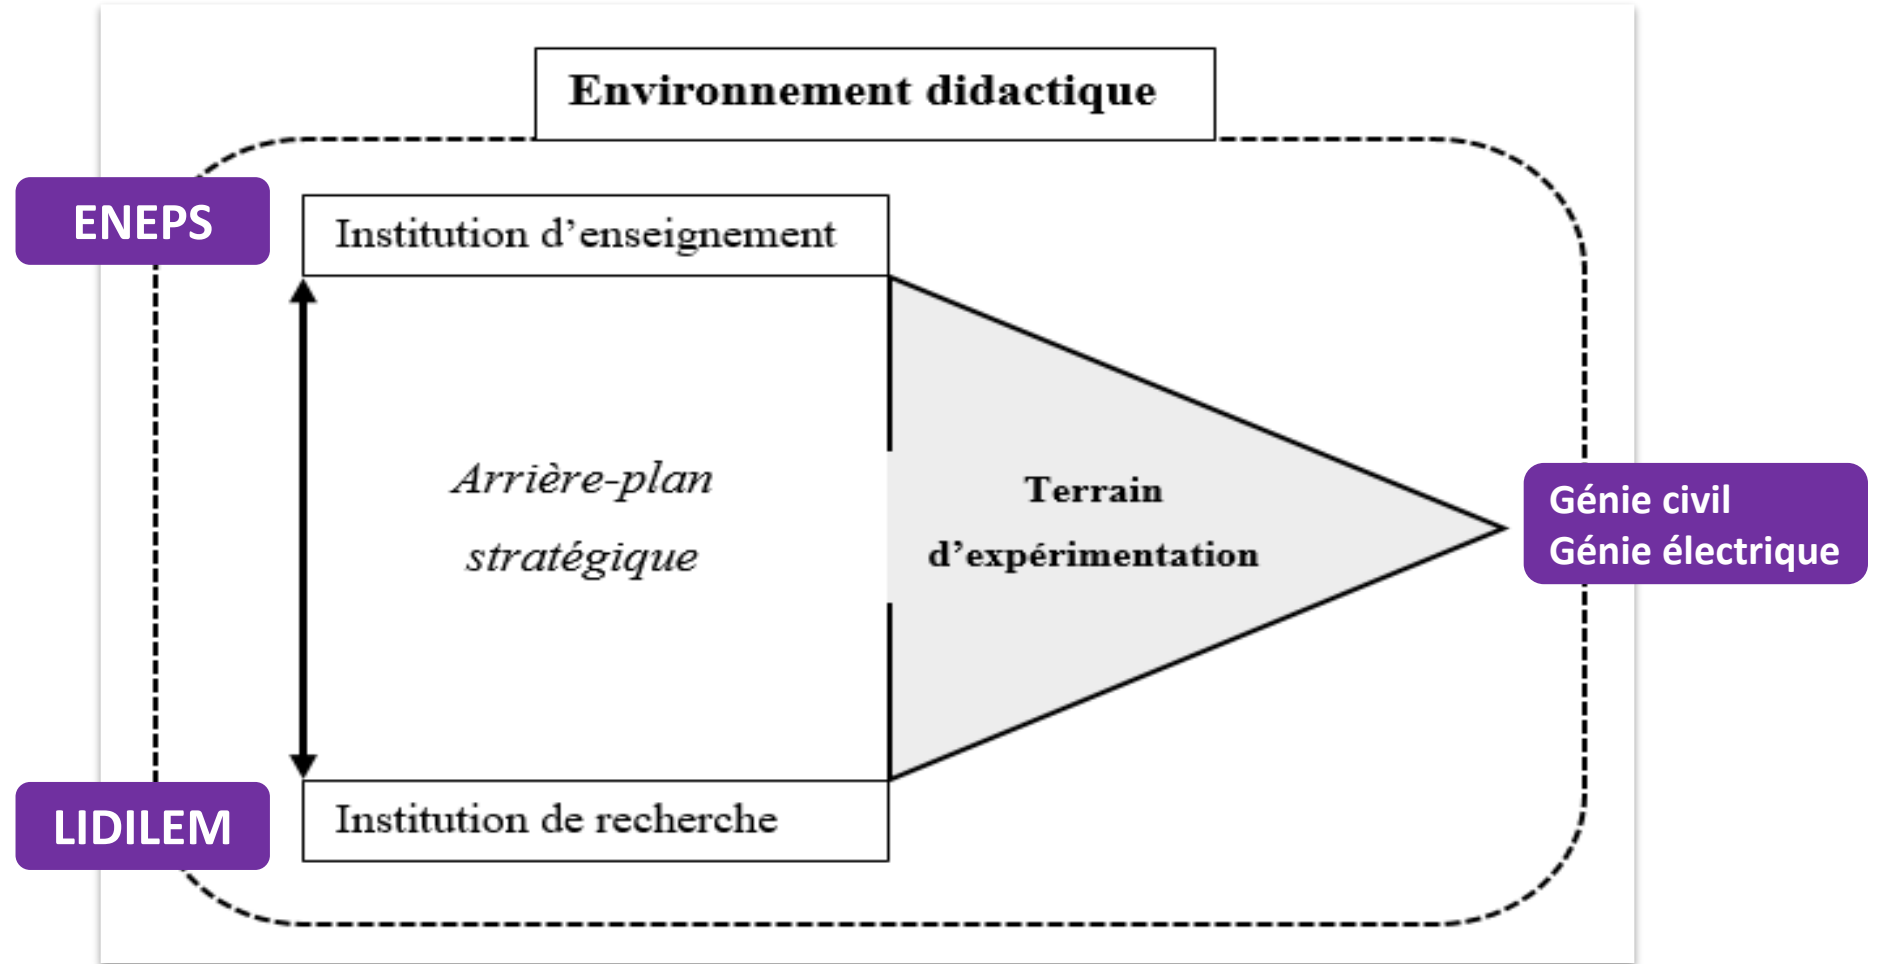 Environnement didactique
ENEPS
Institution d’enseignement
Arrière-plan
stratégique
Terrain
d’expérimentation
Génie civil
Génie électrique
LIDILEM
Institution de recherche